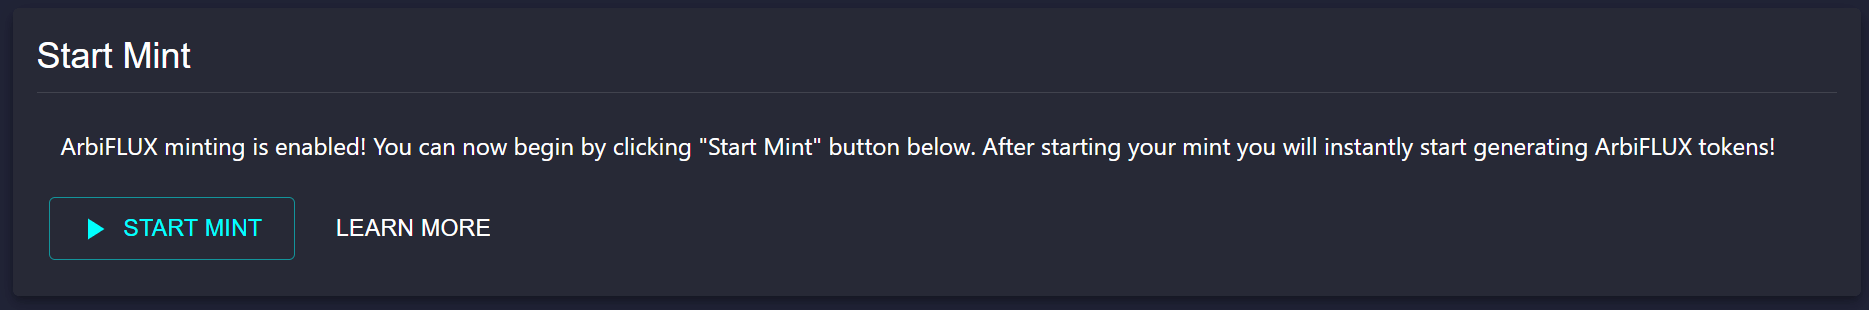 Start Mint
ArbiFLUX minting is enabled! You can now begin by clicking "Start Mint" button below. After starting your mint you will instantly start generating ArbiFLUX tokens!
START MINT LEARN MORE